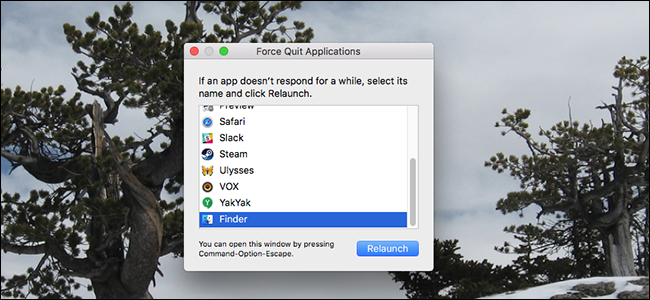 Force Quit Applications
If an app doesn't respond for a while, select its
name and click Relaunch.
Preview
Safari
Slack
Steam
Ulysses
VOX
YakYak
Finder
You can open this window by pressing
Command-Option-Escape.
Relaunch